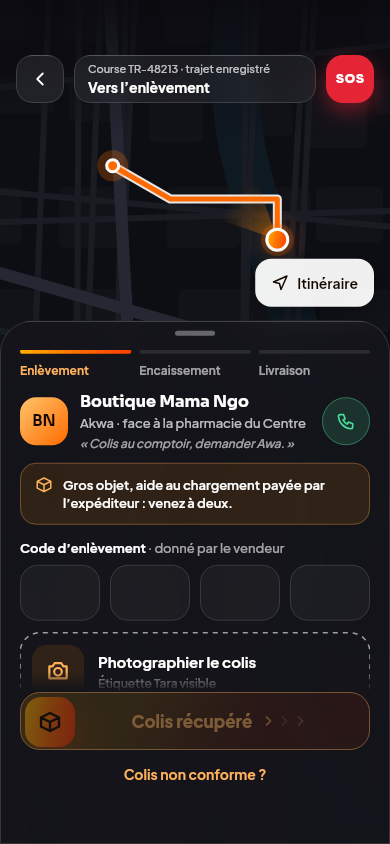 Course TR-48213 · trajet enregistré
Vers l’enlèvement
SOS
Itinéraire
Enlèvement
Encaissement
Livraison
BN
Boutique Mama Ngo
Akwa · face à la pharmacie du Centre
« Colis au comptoir, demander Awa. »
Gros objet, aide au chargement payée par
l’expéditeur : venez à deux.
Code d’enlèvement · donné par le vendeur
Photographier le colis
Étiquette Tara visible
Colis récupéré
Colis non conforme ?